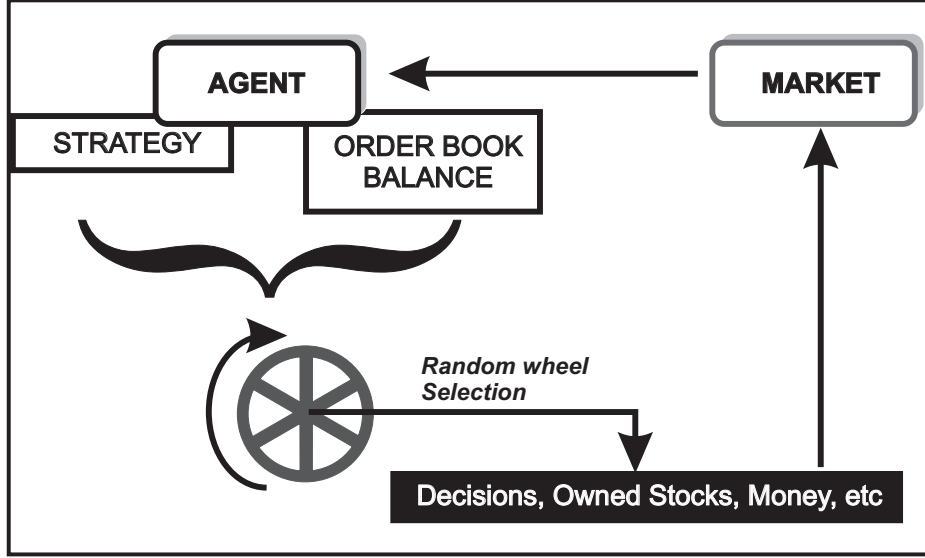 AGENT
MARKET
STRATEGY
ORDER BOOK
BALANCE
Random wheel
Selection
Decisions, Owned Stocks, Money, etc